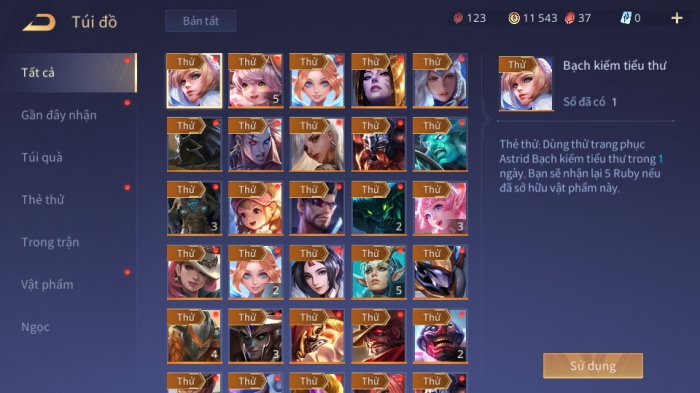 Túi đồ
Bán tất
123
11 543
37
0
Tất cả
Gần đây nhận
Túi quà
Thẻ thử
Trong trận
Vật phẩm
Ngọc
Thử
Thử
5
Thử
Thử
Thử
Thử
Thử
Thử
Thử
Thử
Thử
3
Thử
Thử
Thử
2
Thử
3
Thử
Thử
2
Thử
Thử
5
Thử
Thử
4
Thử
3
Thử
Thử
Thử
2
Thử
Thử
Thử
Thử
Thử
Thử
Bạch kiếm tiểu thư
Số đã có 1
Thẻ thử: Dùng thử trang phục
Astrid Bạch kiếm tiểu thư trong 1
ngày. Bạn sẽ nhận lại 5 Ruby nếu
đã sở hữu vật phẩm này.
Sử dụng